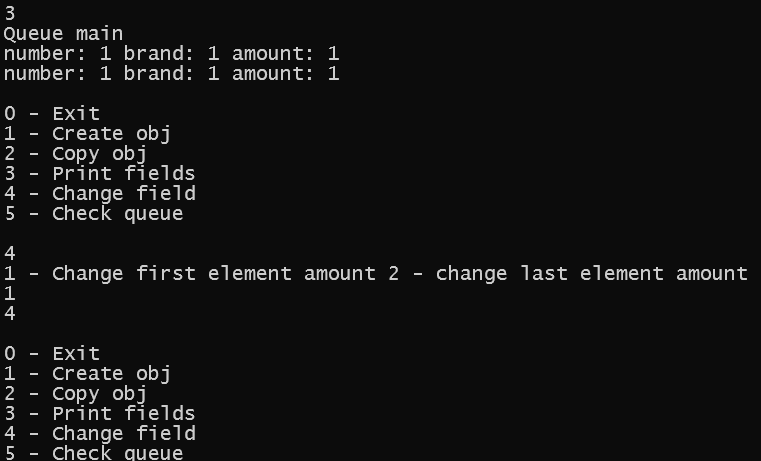 3
Queue main
number: 1 brand: 1 amount: 1
number: 1 brand: 1 amount: 1
0 - Exit
1 - Create obj
2 - Copy obj
3 - Print fields
4 - Change field
5 - Check queue
4
1 - Change first element amount 2 - change last element amount
1
4
0 - Exit
1 - Create obj
2 - Copy obj
3 - Print fields
4 - Change field
5 - Check queue